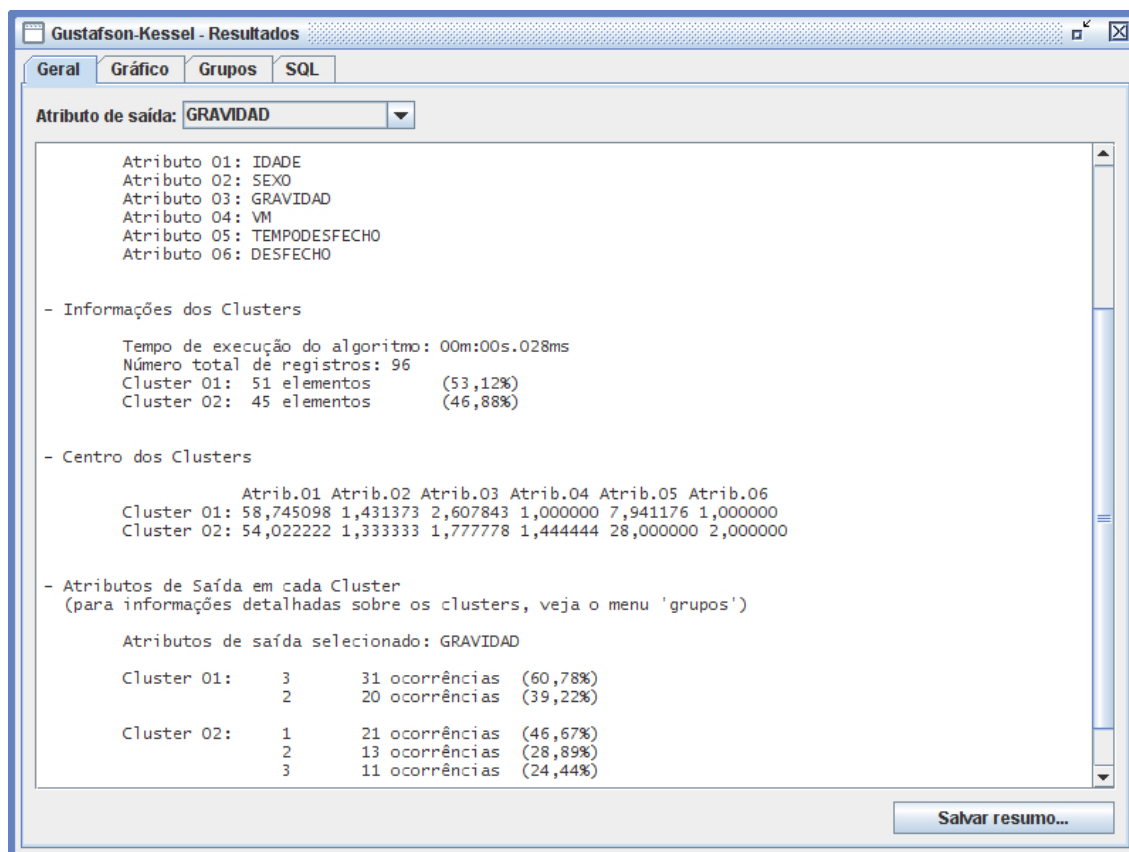 Gustafson-Kessel - Resultados
Geral Gráfico Grupos SQL
Atributo de saída: GRAVIDAD
Atributo 01: IDADE
Atributo 02: SEXO
Atributo 03: GRAVIDAD
Atributo 04: VM
Atributo 05: TEMPODESFECHO
Atributo 06: DESFECHO
- Informações dos Clusters
Tempo de execução do algoritmo: 00m:00s.028ms
Número total de registros: 96
Cluster 01: 51 elementos (53,12%)
Cluster 02: 45 elementos (46,88%)
- Centro dos Clusters
Atrib.01 Atrib.02 Atrib.03 Atrib.04 Atrib.05 Atrib.06
Cluster 01: 58,745098 1,431373 2,607843 1,000000 7,941176 1,000000
Cluster 02: 54,022222 1,333333 1,777778 1,444444 28,000000 2,000000
- Atributos de Saída em cada Cluster
(para informações detalhadas sobre os clusters, veja o menu 'grupos')
Atributos de saída selecionado: GRAVIDAD
Cluster 01: 3 31 ocorrências (60,78%)
2 20 ocorrências (39,22%)
Cluster 02: 1 21 ocorrências (46,67%)
2 13 ocorrências (28,89%)
3 11 ocorrências (24,44%)
Salvar resumo...